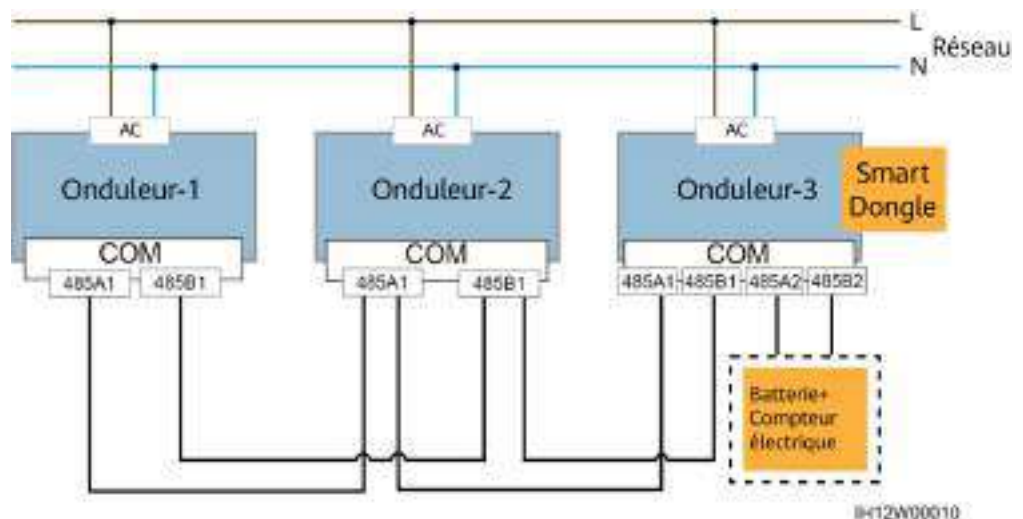 L
Réseau
N
AC
AC
AC
Onduleur-1
Onduleur-2
Onduleur-3
Smart
Dongle
COM
COM
COM
485A1
485B1
485A1
485B1
485A1
485B1
485A2
485B2
Batterie+
Compteur
électrique
IH12W00010